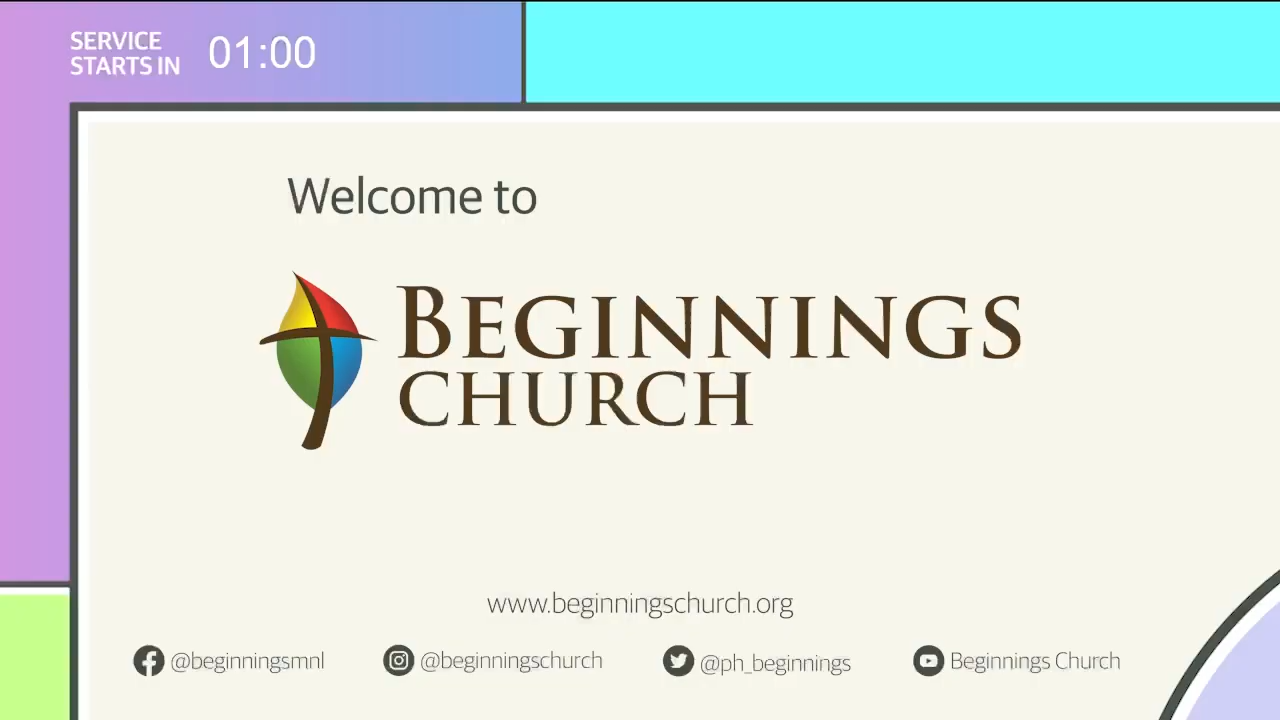 SERVICE
STARTS IN
01:00
Welcome to
BEGINNINGS
CHURCH
www.beginningschurch.org
@beginningsmnl
@beginningschurch
@ph_beginnings
Beginnings Church